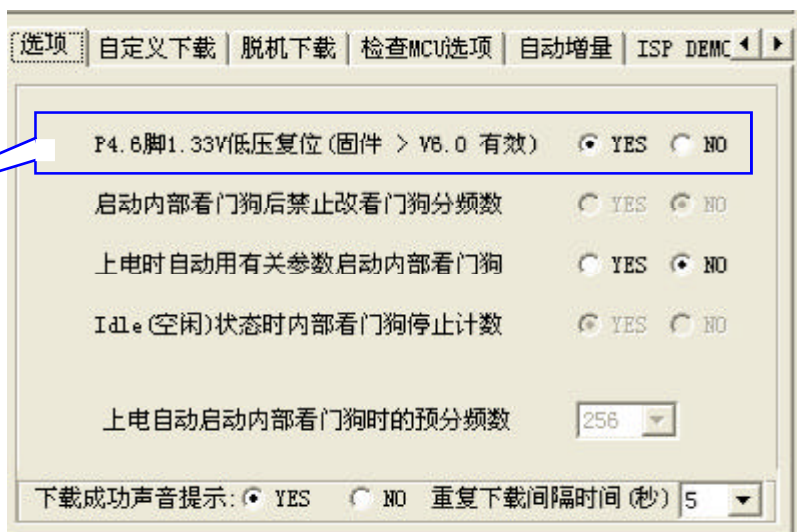 选项 自定义下载 脱机下载 检查MCU选项 自动增量 ISP DEMO
P4.6脚1.33V低压复位(固件 > V6.0 有效) YES NO
启动内部看门狗后禁止改看门狗分频数 YES NO
上电时自动用有关参数启动内部看门狗 YES NO
Idle(空闲)状态时内部看门狗停止计数 YES NO
上电自动启动内部看门狗时的预分频数 256
下载成功声音提示: YES NO 重复下载间隔时间(秒) 5